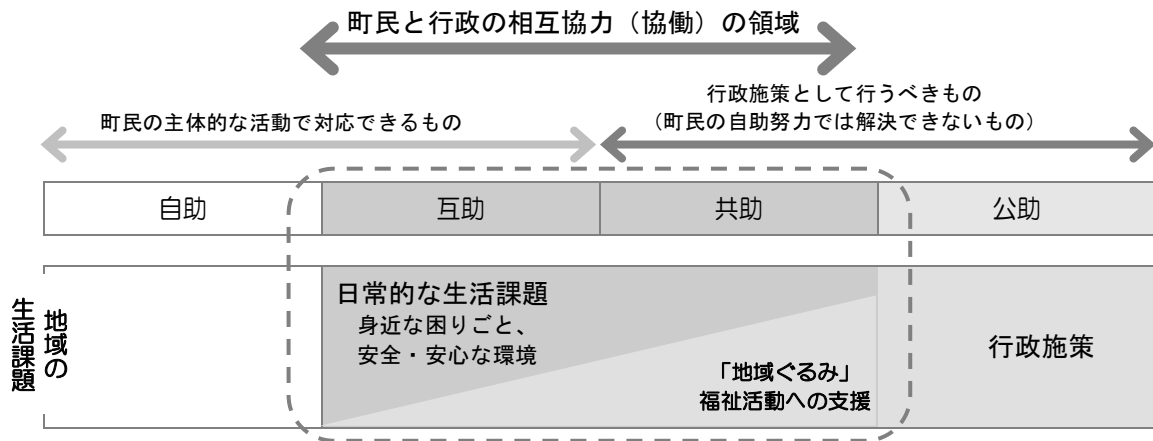 町民と行政の相互協力（協働）の領域
行政施策として行うべきもの
（町民の自助努力では解決できないもの）
町民の主体的な活動で対応できるもの
自助
互助
共助
公助
地域の
生活課題
日常的な生活課題
身近な困りごと、
安全・安心な環境
「地域ぐるみ」
福祉活動への支援
行政施策